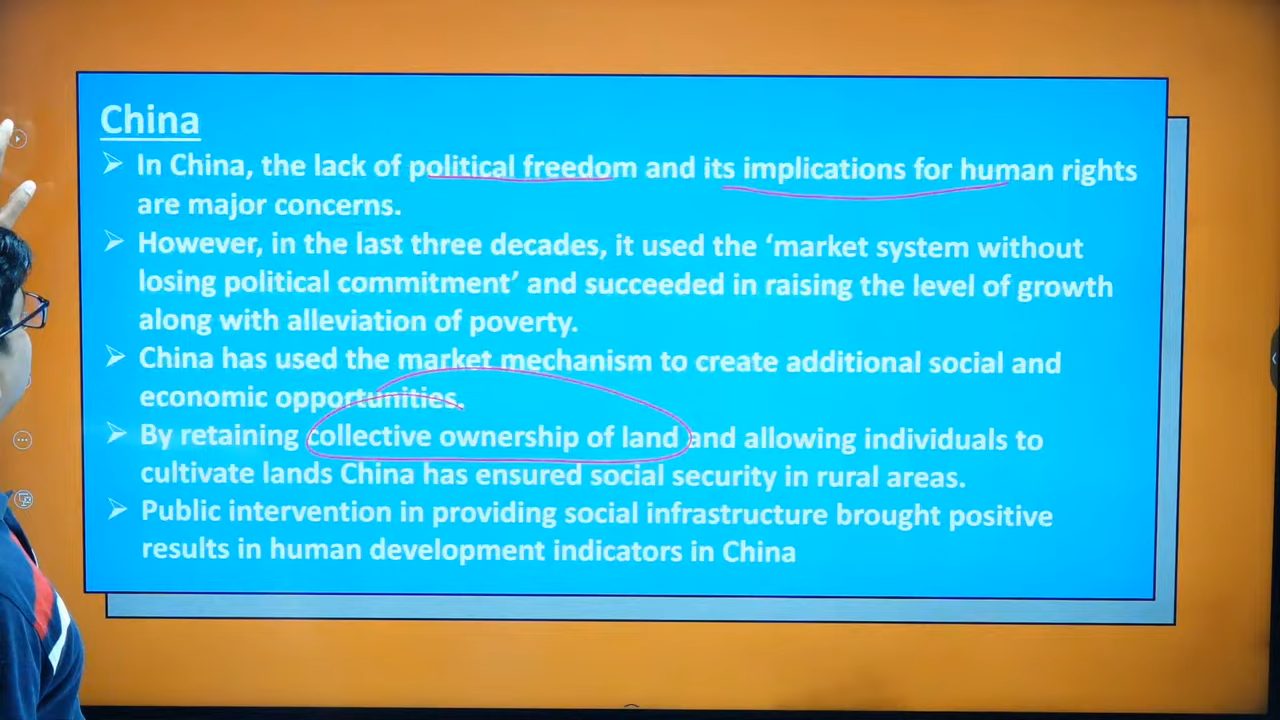 China
➢ In China, the lack of political freedom and its implications for human rights
are major concerns.
➢ However, in the last three decades, it used the ‘market system without
losing political commitment’ and succeeded in raising the level of growth
along with alleviation of poverty.
➢ China has used the market mechanism to create additional social and
economic opportunities.
➢ By retaining collective ownership of land and allowing individuals to
cultivate lands China has ensured social security in rural areas.
➢ Public intervention in providing social infrastructure brought positive
results in human development indicators in China